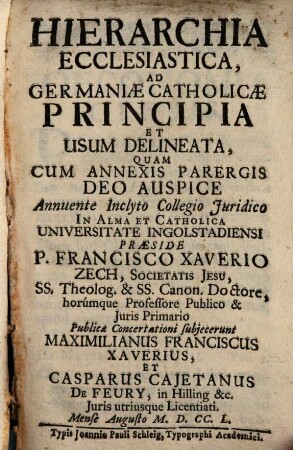 HIERARCHIA
ECCLESIASTICA,
AD
GERMANIÆ CATHOLICÆ
PRINCIPIA
ET
USUM DELINEATA,
QUAM
CUM ANNEXIS PARERGIS
DEO AUSPICE
Annuente Inclyto Collegio Juridico
IN ALMA ET CATHOLICA
UNIVERSITATE INGOLSTADIENSI
PRÆSIDE
P. FRANCISCO XAVERIO
ZECH, SOCIETATIS JESU,
SS. Theolog. & SS. Canon. Doctore,
horúmque Professore Publico &
Juris Primario
Publicæ Concertationi subjecerunt
MAXIMILIANUS FRANCISCUS
XAVERIUS,
ET
CASPARUS CAJETANUS
DE FEURY, in Hilling &c.
Juris utriusque Licentiati.
Mense Augusto M. D. CC. L.
Typis Joannis Pauli Schleig, Typographi Academici.